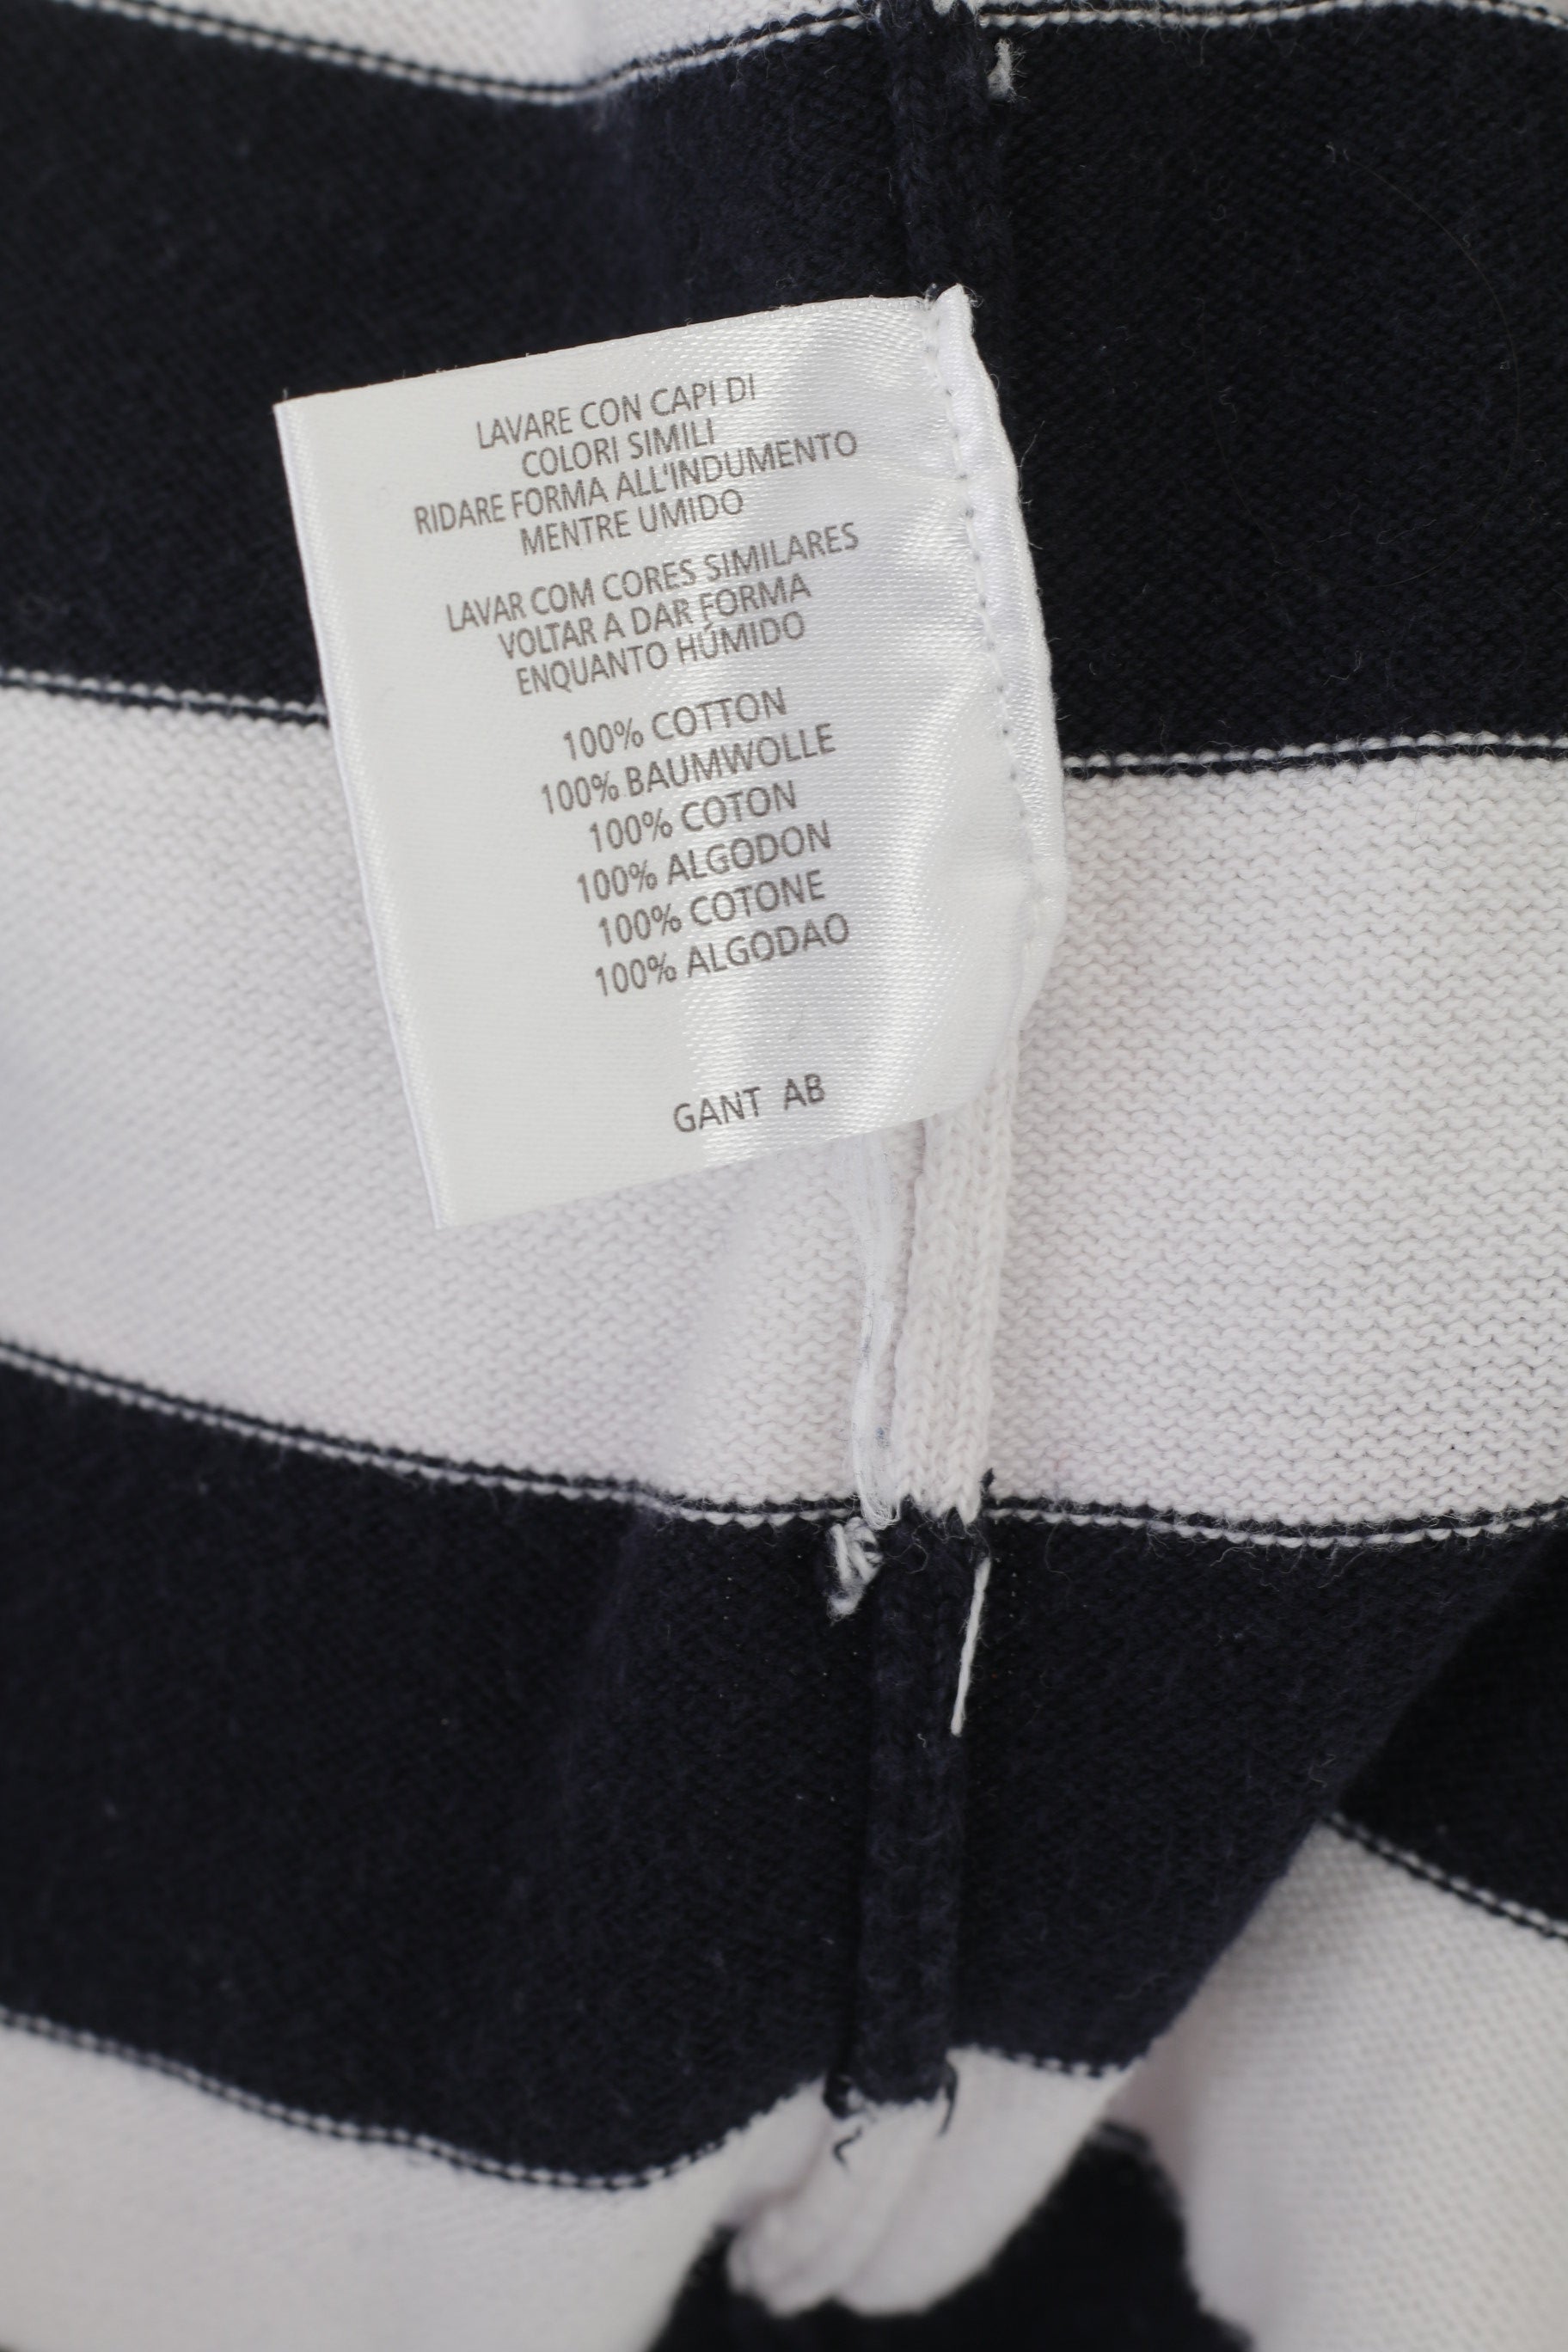 LAVARE CON CAPI DI
COLORI SIMILI
RIDARE FORMA ALL'INDUMENTO
MENTRE UMIDO
LAVAR COM CORES SIMILARES
VOLTAR A DAR FORMA
ENQUANTO HÚMIDO
100% COTTON
100% BAUMWOLLE
100% COTON
100% ALGODON
100% COTONE
100% ALGODAO
GANT AB